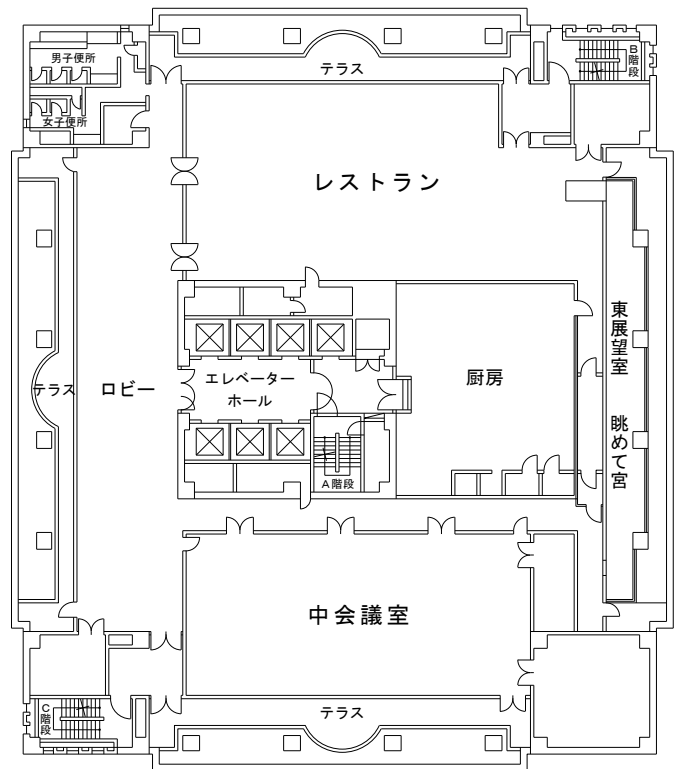 男子便所
B階段
テラス
女子便所
レストラン
東展望室 眺めて宮
エレベーター
ホール
厨房
テラス
ロビー
A階段
中会議室
C階段
テラス